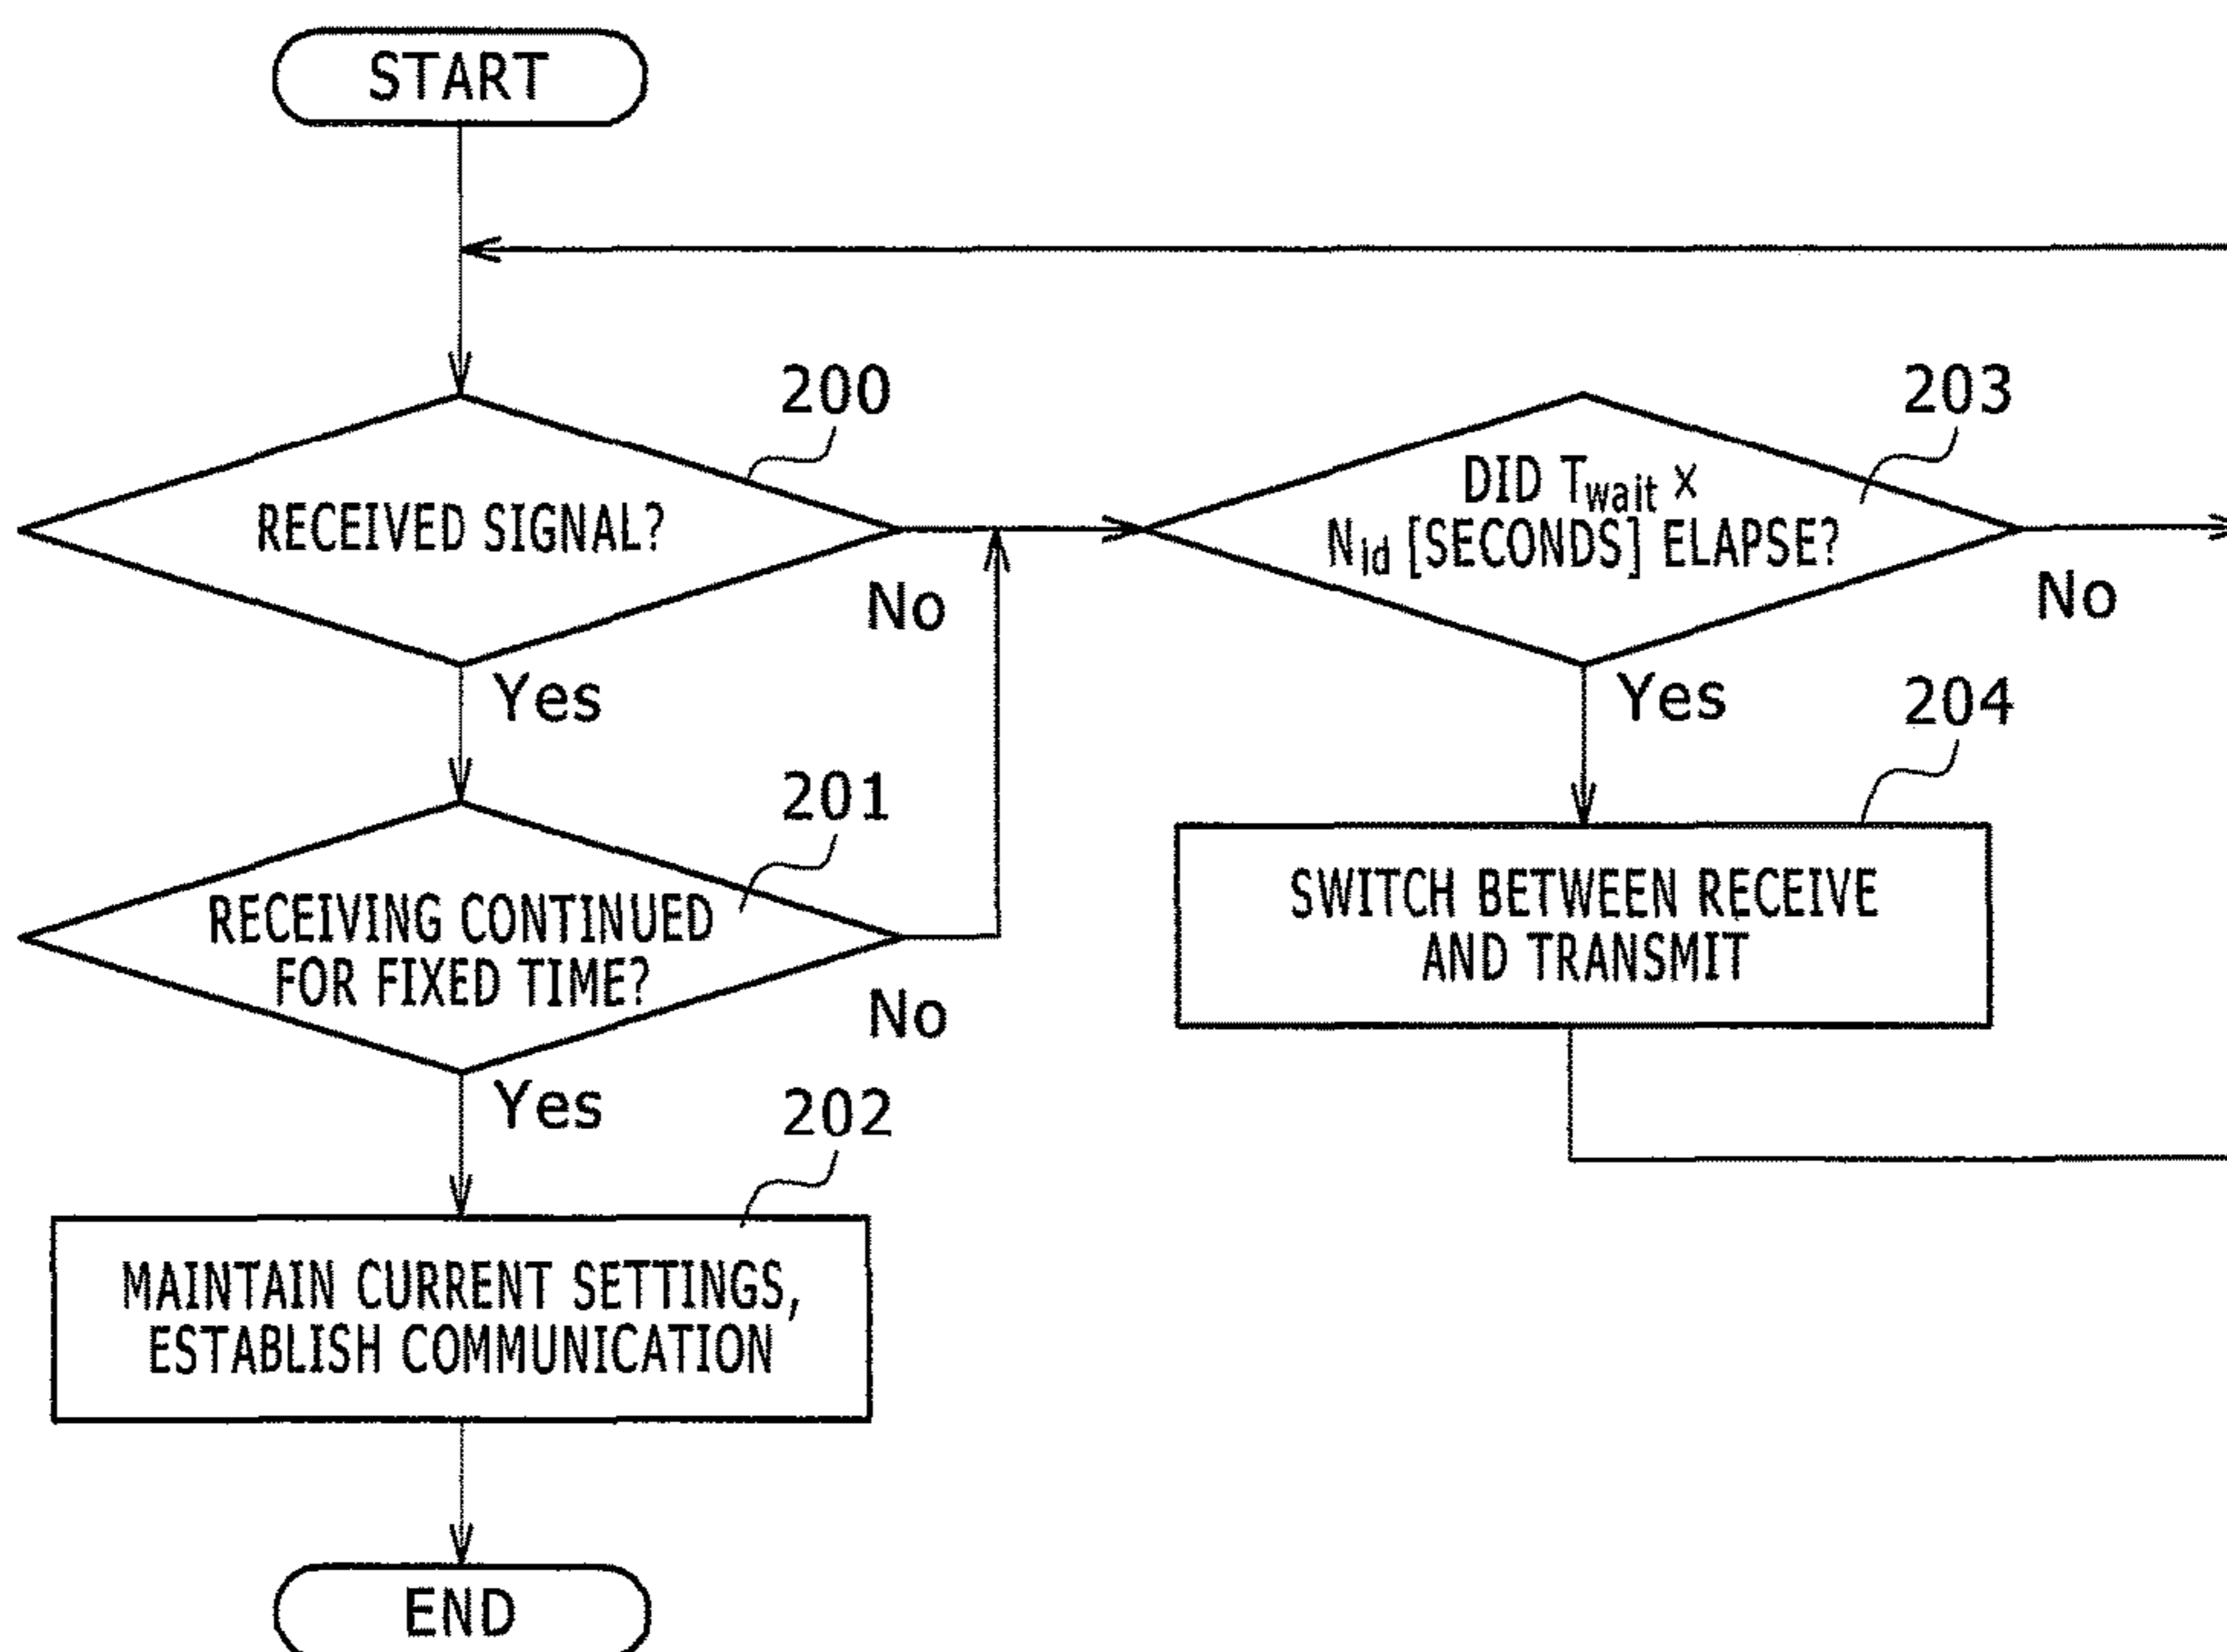 START
200
RECEIVED SIGNAL?
No
Yes
201
RECEIVING CONTINUED
FOR FIXED TIME?
No
Yes
202
MAINTAIN CURRENT SETTINGS,
ESTABLISH COMMUNICATION
END
203
DID Twait ×
Nid [SECONDS] ELAPSE?
No
Yes
204
SWITCH BETWEEN RECEIVE
AND TRANSMIT